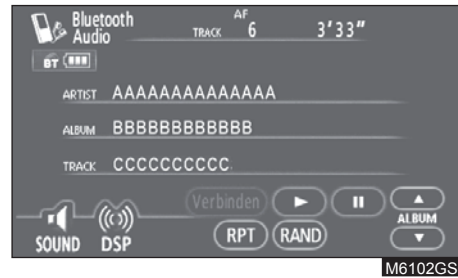 Bluetooth
Audio
AF
TRACK 6 3'33"
BT
ARTIST AAAAAAAAAAAAAA
ALBUM BBBBBBBBBBBB
TRACK CCCCCCCCCC
Verbinden
ALBUM
SOUND DSP RPT RAND
M6102GS